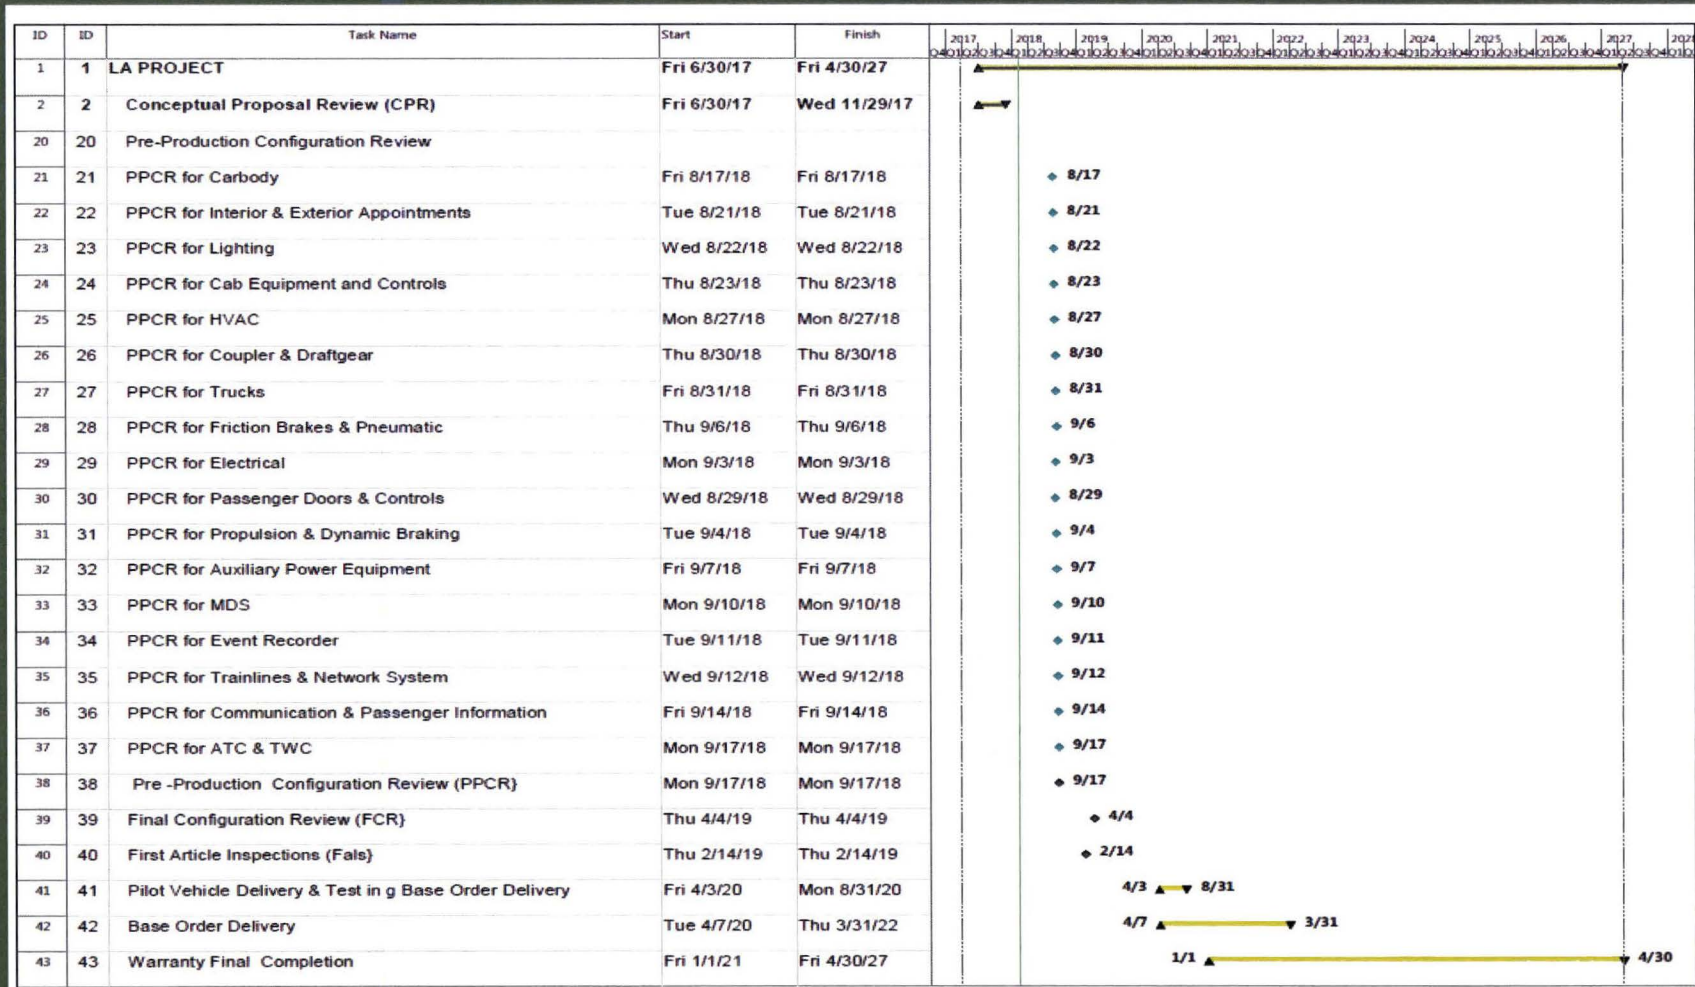 ID ID Task Name Start Finish 2017 2018 2019 2020 2021 2022 2023 2024 2025 2026 2027
1 1 LA PROJECT Fri 6/30/17 Fri 4/30/27
2 2 Conceptual Proposal Review (CPR) Fri 6/30/17 Wed 11/29/17
20 20 Pre-Production Configuration Review
21 21 PPCR for Carbody Fri 8/17/18 Fri 8/17/18 8/17
22 22 PPCR for Interior & Exterior Appointments Tue 8/21/18 Tue 8/21/18 8/21
23 23 PPCR for Lighting Wed 8/22/18 Wed 8/22/18 8/22
24 24 PPCR for Cab Equipment and Controls Thu 8/23/18 Thu 8/23/18 8/23
25 25 PPCR for HVAC Mon 8/27/18 Mon 8/27/18 8/27
26 26 PPCR for Coupler & Draftgear Thu 8/30/18 Thu 8/30/18 8/30
27 27 PPCR for Trucks Fri 8/31/18 Fri 8/31/18 8/31
28 28 PPCR for Friction Brakes & Pneumatic Thu 9/6/18 Thu 9/6/18 9/6
29 29 PPCR for Electrical Mon 9/3/18 Mon 9/3/18 9/3
30 30 PPCR for Passenger Doors & Controls Wed 8/29/18 Wed 8/29/18 8/29
31 31 PPCR for Propulsion & Dynamic Braking Tue 9/4/18 Tue 9/4/18 9/4
32 32 PPCR for Auxiliary Power Equipment Fri 9/7/18 Fri 9/7/18 9/7
33 33 PPCR for MDS Mon 9/10/18 Mon 9/10/18 9/10
34 34 PPCR for Event Recorder Tue 9/11/18 Tue 9/11/18 9/11
35 35 PPCR for Trainlines & Network System Wed 9/12/18 Wed 9/12/18 9/12
36 36 PPCR for Communication & Passenger Information Fri 9/14/18 Fri 9/14/18 9/14
37 37 PPCR for ATC & TWC Mon 9/17/18 Mon 9/17/18 9/17
38 38 Pre -Production Configuration Review (PPCR} Mon 9/17/18 Mon 9/17/18 9/17
39 39 Final Configuration Review (FCR} Thu 4/4/19 Thu 4/4/19 4/4
40 40 First Article Inspections (Fals} Thu 2/14/19 Thu 2/14/19 2/14
41 41 Pilot Vehicle Delivery & Test in g Base Order Delivery Fri 4/3/20 Mon 8/31/20 4/3 8/31
42 42 Base Order Delivery Tue 4/7/20 Thu 3/31/22 4/7 3/31
43 43 Warranty Final Completion Fri 1/1/21 Fri 4/30/27 1/1 4/30